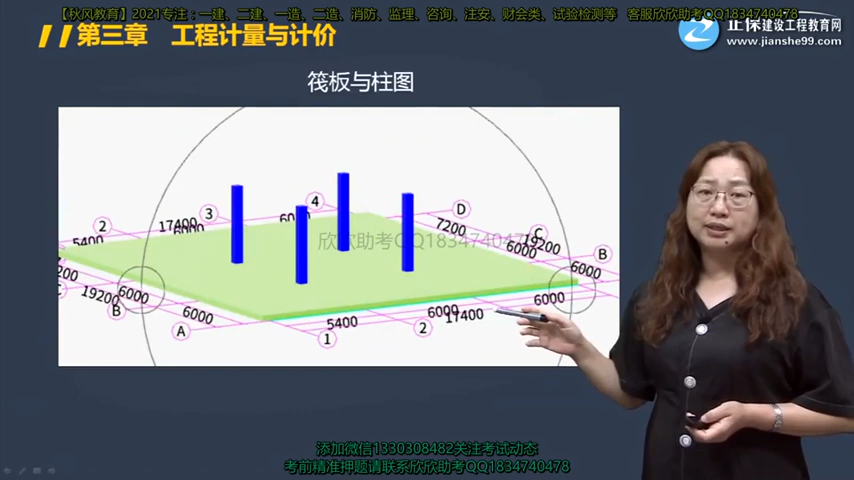 【秋风教育】2021专注：一建、二建、一造、二造、消防、监理、咨询、注安、财会类、试验检测等 客服欣欣助考QQ1834740478
第三章 工程计量与计价
正保建设工程教育网
www.jianshe99.com
筏板与柱图
4
D
3
2
17400
6000
7200
C
5400
19200
6000
B
欣欣助考QQ1834740478
6000
19200
6000
B
6000
A
6000
6000
17400
5400
2
1
添加微信1330308482关注考试动态
考前精准押题请联系欣欣助考QQ1834740478